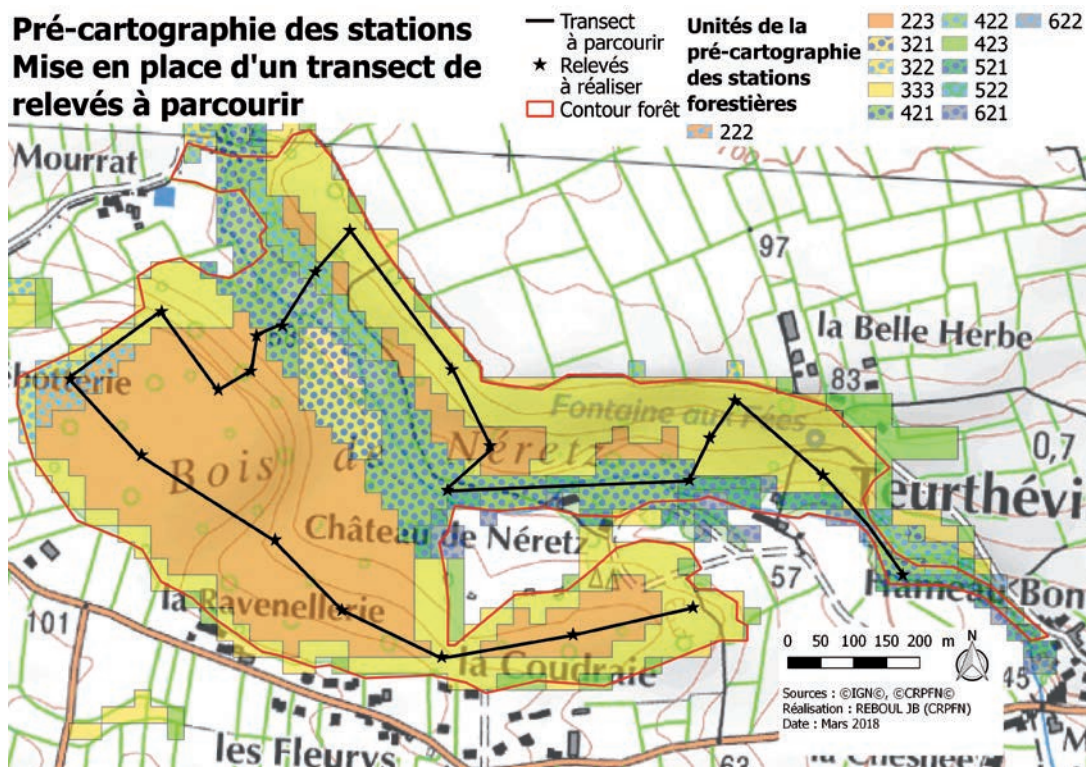 Pré-cartographie des stations
Mise en place d'un transect de
relevés à parcourir
Transect
à parcourir
Relevés
à réaliser
Contour forêt
Unités de la
pré-cartographie
des stations
forestières
222
223
321
322
333
421
422
423
521
522
621
622
Mourrat
100
97
la Belle Herbe
83
ebotterie
Fontaine aux Fées
0,7
Bois de Néretz
Teurthévi
Château de Néretz
57
Hameau Bon
la Ravenellerie
101
la Coudraie
45
les Fleurys
63
0 50 100 150 200 m
N
Sources : ©IGN©, ©CRPFN©
Réalisation : REBOUL JB (CRPFN)
Date : Mars 2018